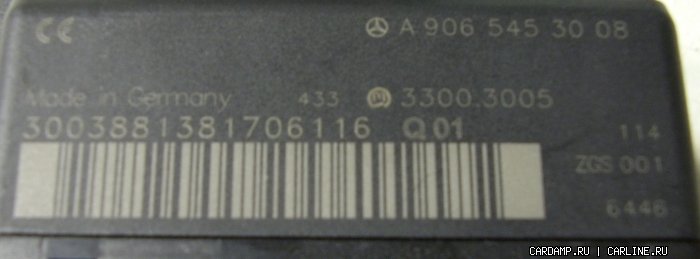 CE A 906 545 30 08
Made in Germany 433 3300.3005
3003881381706116 Q01
114
ZGS 001
6446
CARDAMP.RU | CARLINE.RU